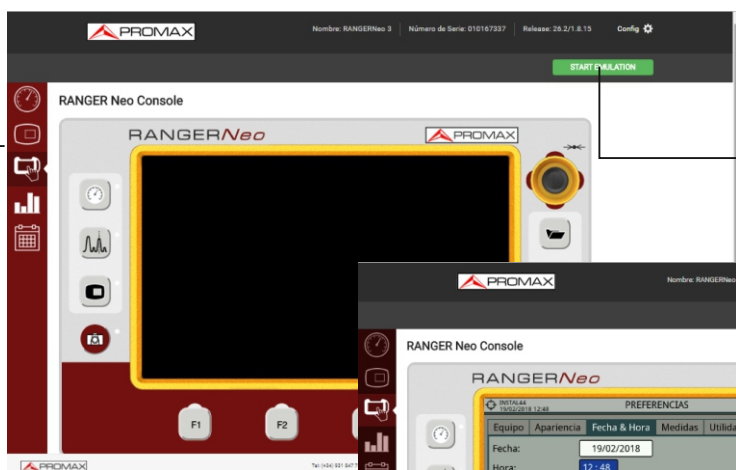 PROMAX
Nombre: RANGERNeo 3 Número de Serie: 010167337 Release: 26.2/1.8.15 Config
START EMULATION
RANGER Neo Console
RANGERNeo PROMAX
F1 F2
PROMAX
PROMAX Nombre: RANGERNeo
RANGER Neo Console
RANGERNeo
INSTAL44
19/02/2018 12:48 PREFERENCIAS
Equipo Apariencia Fecha & Hora Medidas Utilida
Fecha: 19/02/2018
Hora: 12:48